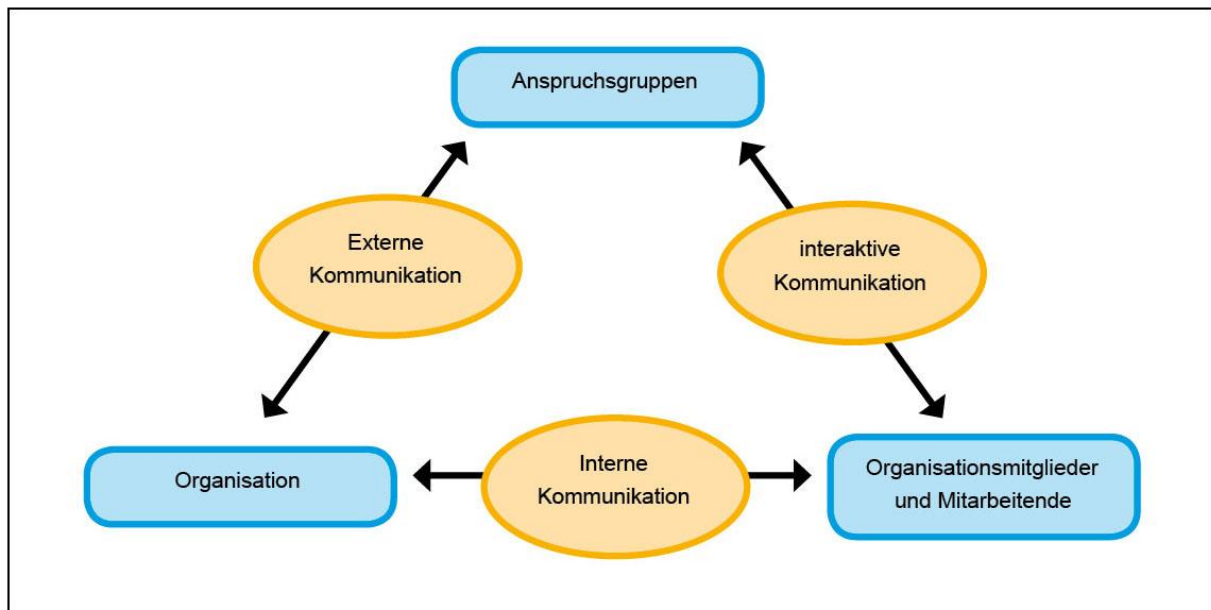 Anspruchsgruppen
Externe
Kommunikation
interaktive
Kommunikation
Organisation
Interne
Kommunikation
Organisationsmitglieder
und Mitarbeitende